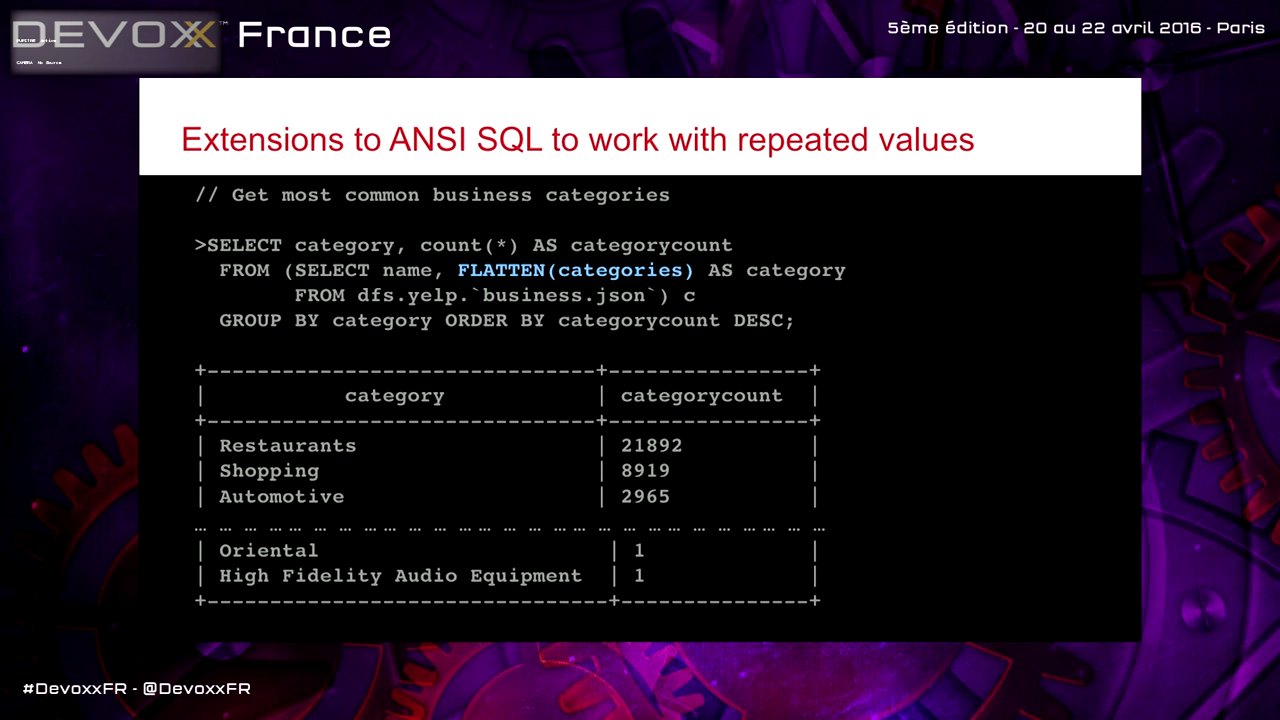 DEVOXX™ France
5ème édition - 20 au 22 avril 2016 - Paris
Extensions to ANSI SQL to work with repeated values
// Get most common business categories
>SELECT category, count(*) AS categorycount
FROM (SELECT name, FLATTEN(categories) AS category
FROM dfs.yelp.`business.json`) c
GROUP BY category ORDER BY categorycount DESC;
+-------------------------------+----------------+
| category | categorycount |
+-------------------------------+----------------+
| Restaurants | 21892 |
| Shopping | 8919 |
| Automotive | 2965 |
… … … …… … … …… … … …… … … …… … … …… … … …… … …
| Oriental | 1 |
| High Fidelity Audio Equipment | 1 |
+--------------------------------+---------------+
#DevoxxFR - @DevoxxFR